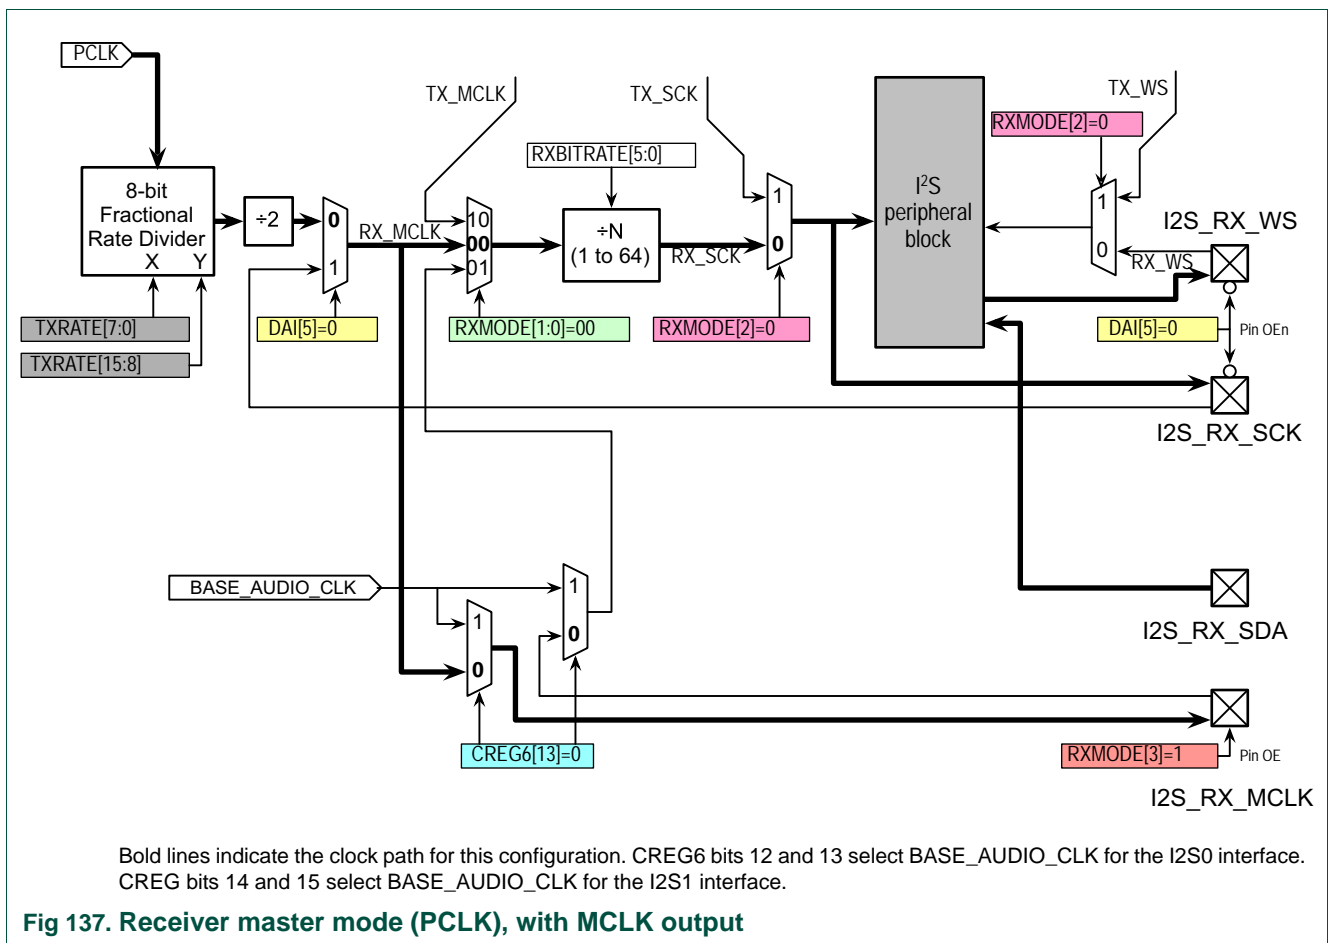 PCLK
TX_MCLK
TX_SCK
TX_WS
RXMODE[2]=0
RXBITRATE[5:0]
8-bit
Fractional
Rate Divider
X Y
÷2
0
1
RX_MCLK
10
00
01
÷N
(1 to 64)
RX_SCK
1
0
I2S
peripheral
block
1
0
RX_WS
I2S_RX_WS
TXRATE[7:0]
DAI[5]=0
RXMODE[1:0]=00
RXMODE[2]=0
DAI[5]=0
Pin OEn
TXRATE[15:8]
I2S_RX_SCK
BASE_AUDIO_CLK
1
0
1
0
I2S_RX_SDA
CREG6[13]=0
RXMODE[3]=1
Pin OE
I2S_RX_MCLK
Bold lines indicate the clock path for this configuration. CREG6 bits 12 and 13 select BASE_AUDIO_CLK for the I2S0 interface.
CREG bits 14 and 15 select BASE_AUDIO_CLK for the I2S1 interface.
Fig 137. Receiver master mode (PCLK), with MCLK output